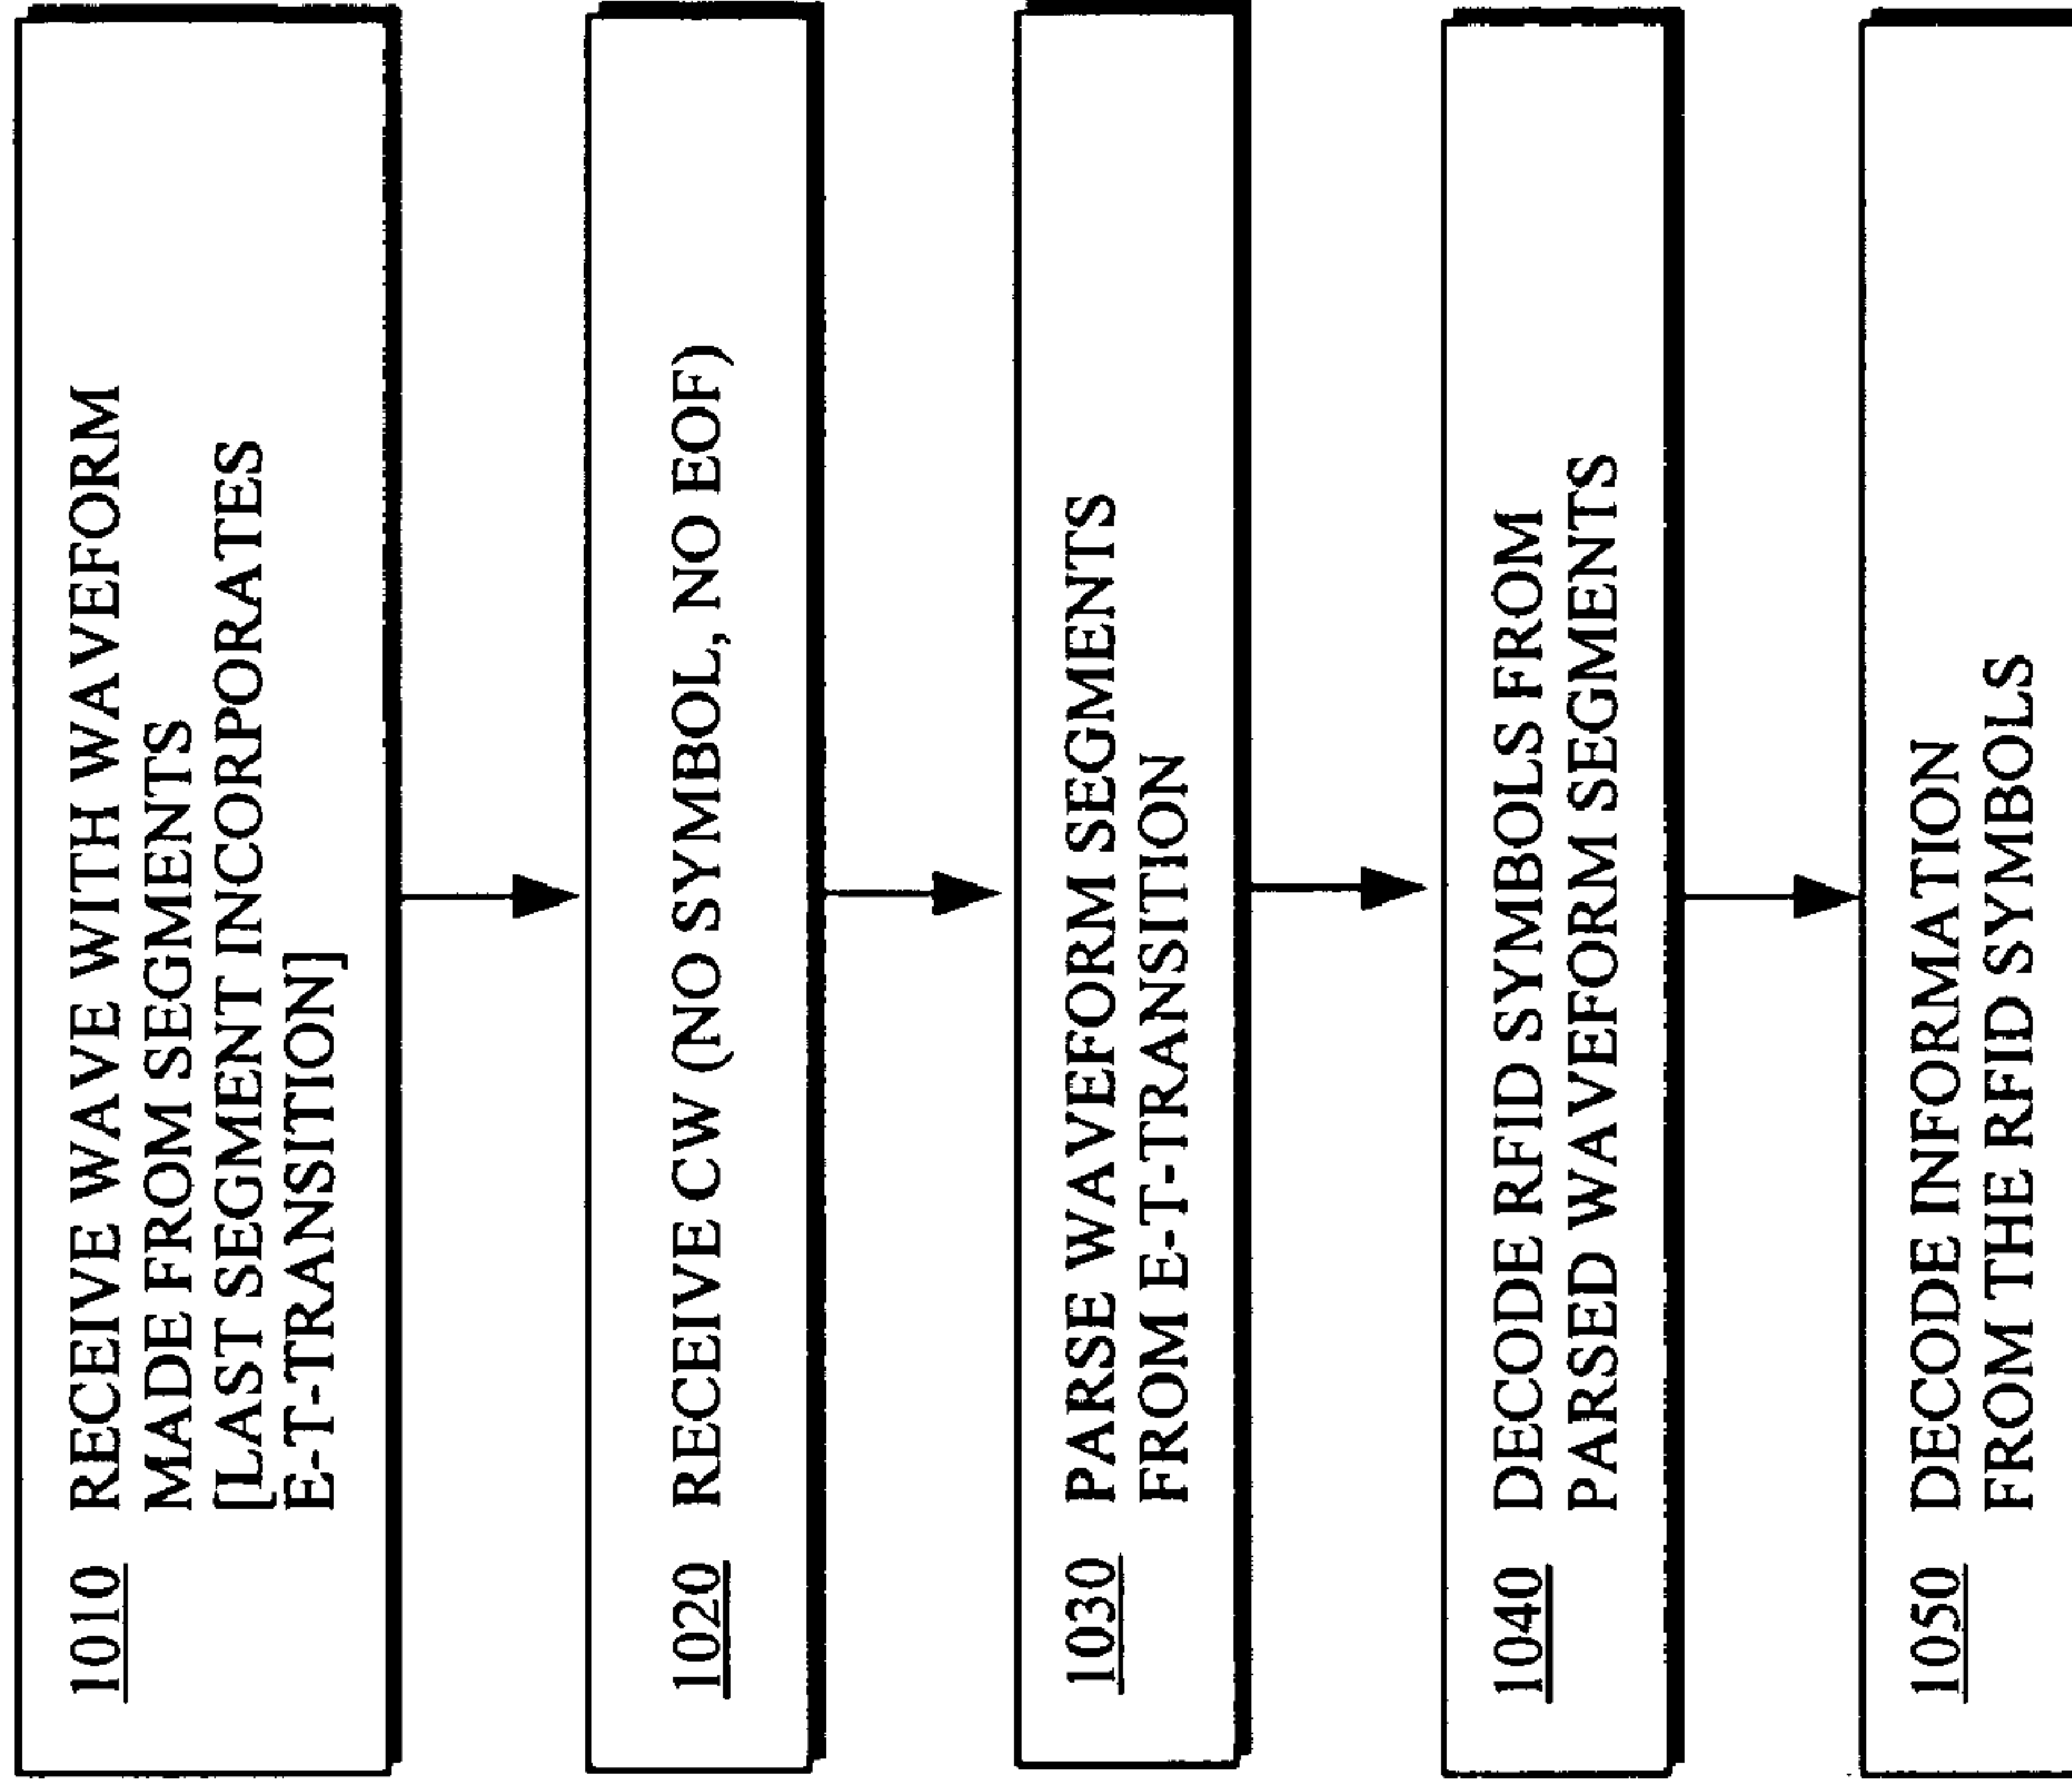 1010 RECEIVE WAVE WITH WAVEFORM
MADE FROM SEGMENTS
[LAST SEGMENT INCORPORATES
E-T-TRANSITION]
1020 RECEIVE CW (NO SYMBOL, NO EOF)
1030 PARSE WAVEFORM SEGMENTS
FROM E-T-TRANSITION
1040 DECODE RFID SYMBOLS FROM
PARSED WAVEFORM SEGMENTS
1050 DECODE INFORMATION
FROM THE RFID SYMBOLS